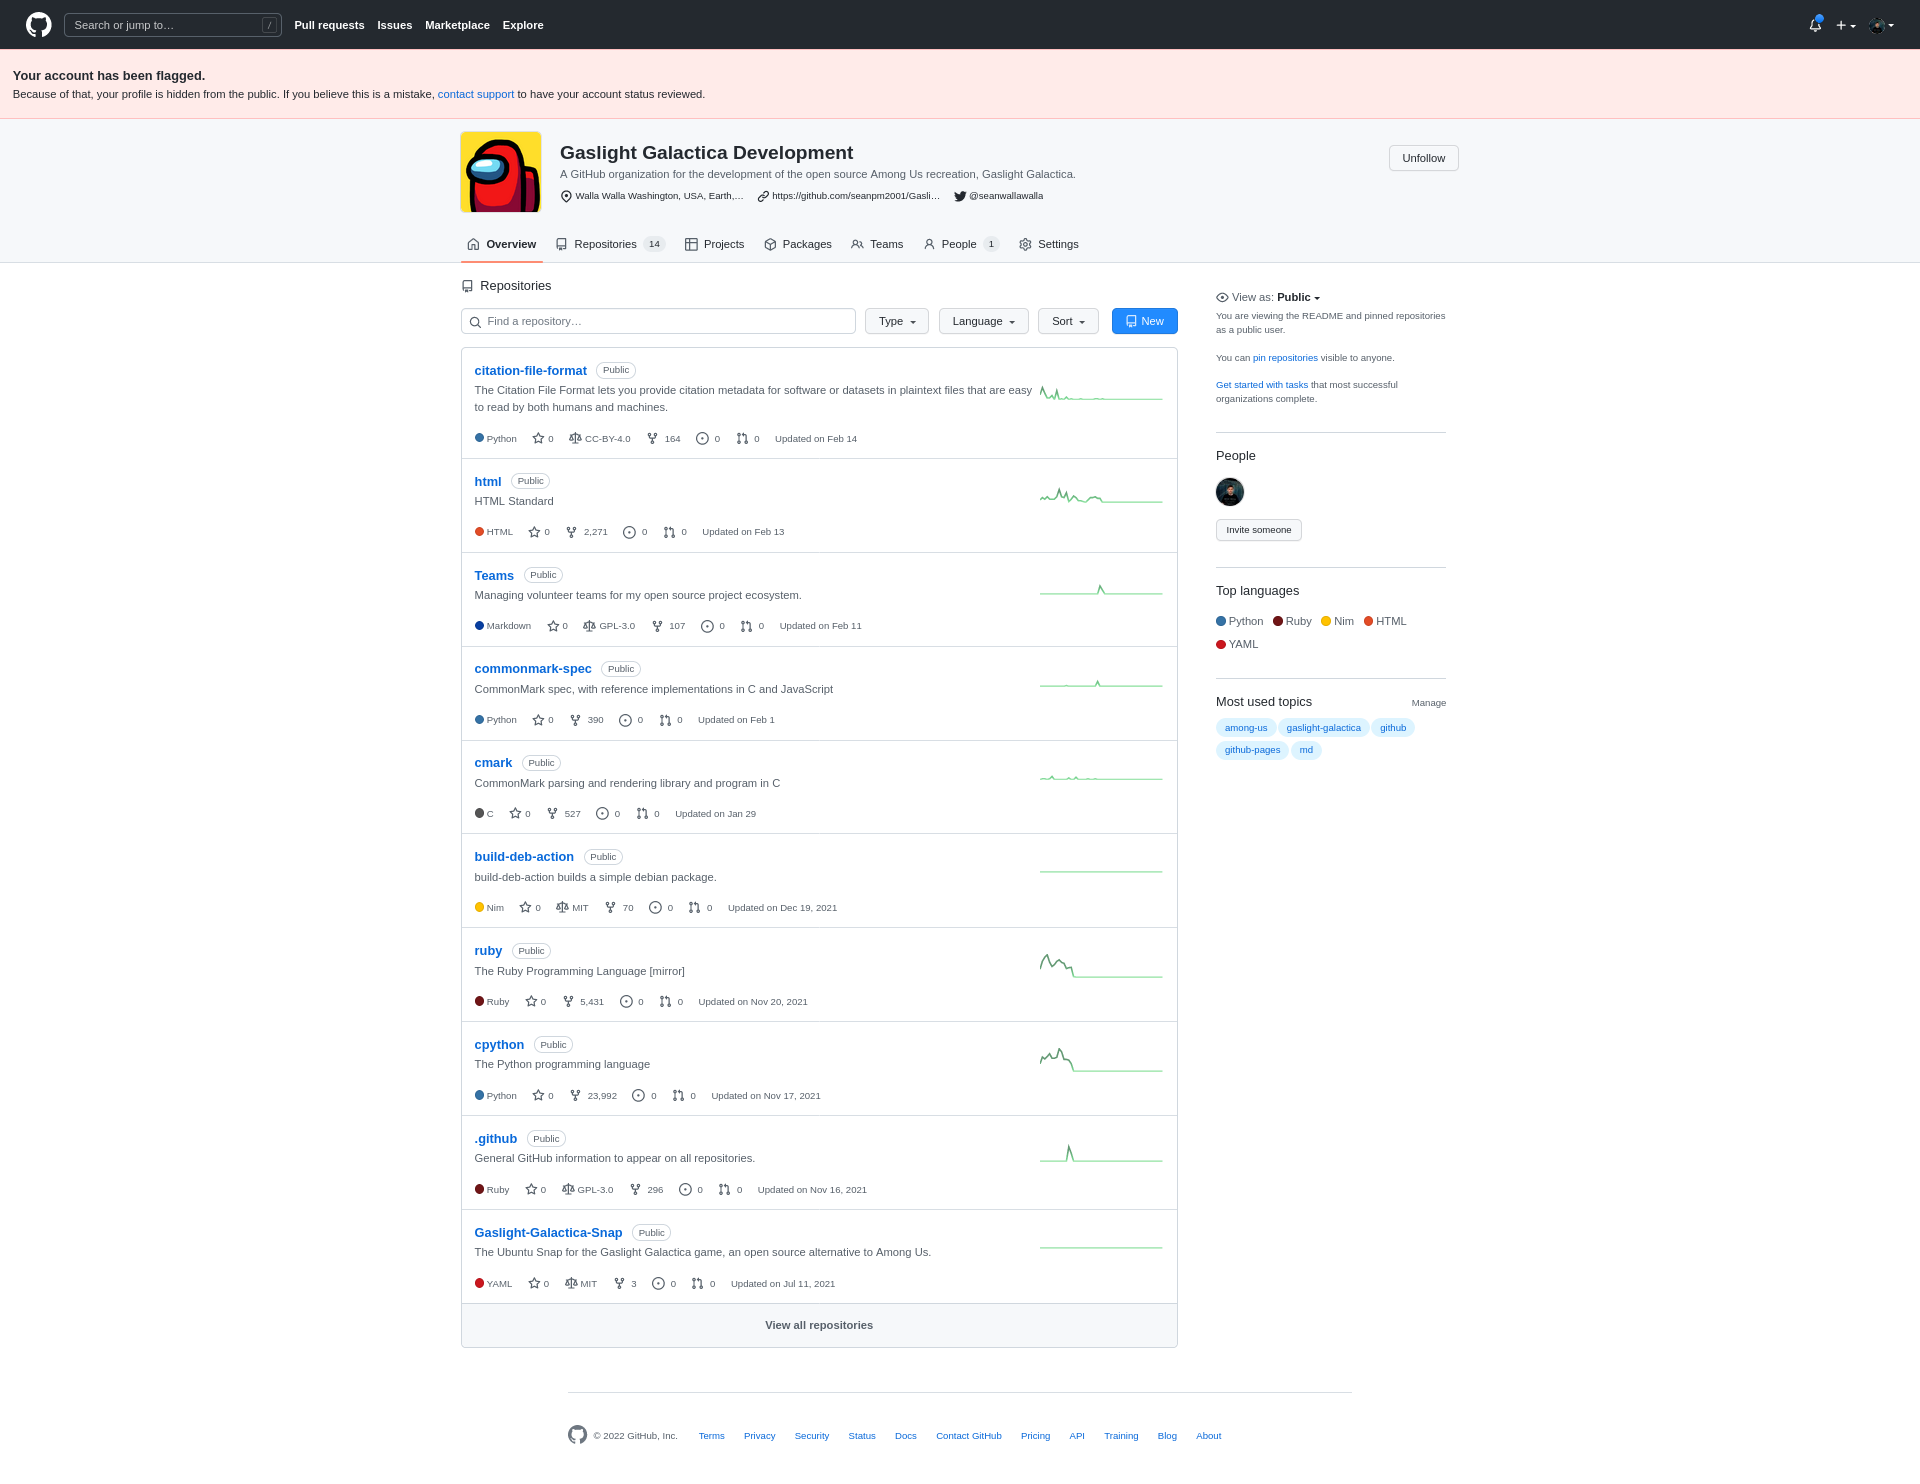 Search or jump to… /
Pull requests Issues Marketplace Explore
Your account has been flagged.
Because of that, your profile is hidden from the public. If you believe this is a mistake, contact support to have your account status reviewed.
Gaslight Galactica Development
A GitHub organization for the development of the open source Among Us recreation, Gaslight Galactica.
Walla Walla Washington, USA, Earth,… https://github.com/seanpm2001/Gasli… @seanwallawalla
Unfollow
Overview Repositories 14 Projects Packages Teams People 1 Settings
Repositories
Find a repository… Type Language Sort New
citation-file-format Public
The Citation File Format lets you provide citation metadata for software or datasets in plaintext files that are easy
to read by both humans and machines.
Python 0 CC-BY-4.0 164 0 0 Updated on Feb 14
html Public
HTML Standard
HTML 0 2,271 0 0 Updated on Feb 13
Teams Public
Managing volunteer teams for my open source project ecosystem.
Markdown 0 GPL-3.0 107 0 0 Updated on Feb 11
commonmark-spec Public
CommonMark spec, with reference implementations in C and JavaScript
Python 0 390 0 0 Updated on Feb 1
cmark Public
CommonMark parsing and rendering library and program in C
C 0 527 0 0 Updated on Jan 29
build-deb-action Public
build-deb-action builds a simple debian package.
Nim 0 MIT 70 0 0 Updated on Dec 19, 2021
ruby Public
The Ruby Programming Language [mirror]
Ruby 0 5,431 0 0 Updated on Nov 20, 2021
cpython Public
The Python programming language
Python 0 23,992 0 0 Updated on Nov 17, 2021
.github Public
General GitHub information to appear on all repositories.
Ruby 0 GPL-3.0 296 0 0 Updated on Nov 16, 2021
Gaslight-Galactica-Snap Public
The Ubuntu Snap for the Gaslight Galactica game, an open source alternative to Among Us.
YAML 0 MIT 3 0 0 Updated on Jul 11, 2021
View all repositories
View as: Public
You are viewing the README and pinned repositories
as a public user.
You can pin repositories visible to anyone.
Get started with tasks that most successful
organizations complete.
People
Invite someone
Top languages
Python Ruby Nim HTML
YAML
Most used topics Manage
among-us gaslight-galactica github
github-pages md
© 2022 GitHub, Inc. Terms Privacy Security Status Docs Contact GitHub Pricing API Training Blog About